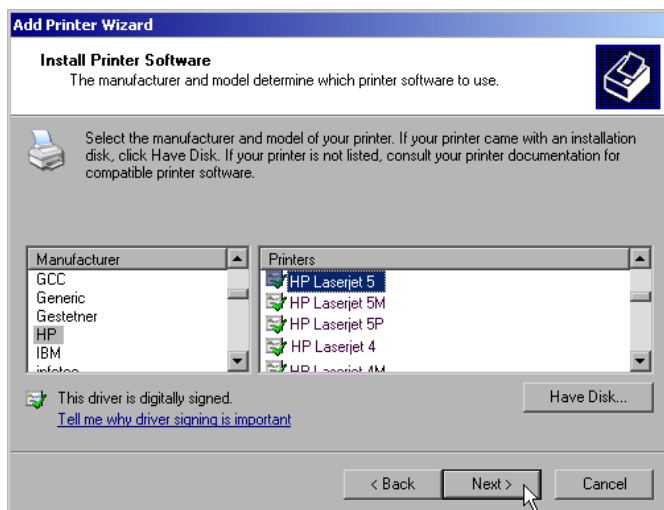 Add Printer Wizard
Install Printer Software
The manufacturer and model determine which printer software to use.
Select the manufacturer and model of your printer. If your printer came with an installation
disk, click Have Disk. If your printer is not listed, consult your printer documentation for
compatible printer software.
Manufacturer
GCC
Generic
Gestetner
HP
IBM
infotec
Printers
HP Laserjet 5
HP Laserjet 5M
HP Laserjet 5P
HP Laserjet 4
HP Laserjet 4M
This driver is digitally signed.
Tell me why driver signing is important
Have Disk...
< Back
Next >
Cancel